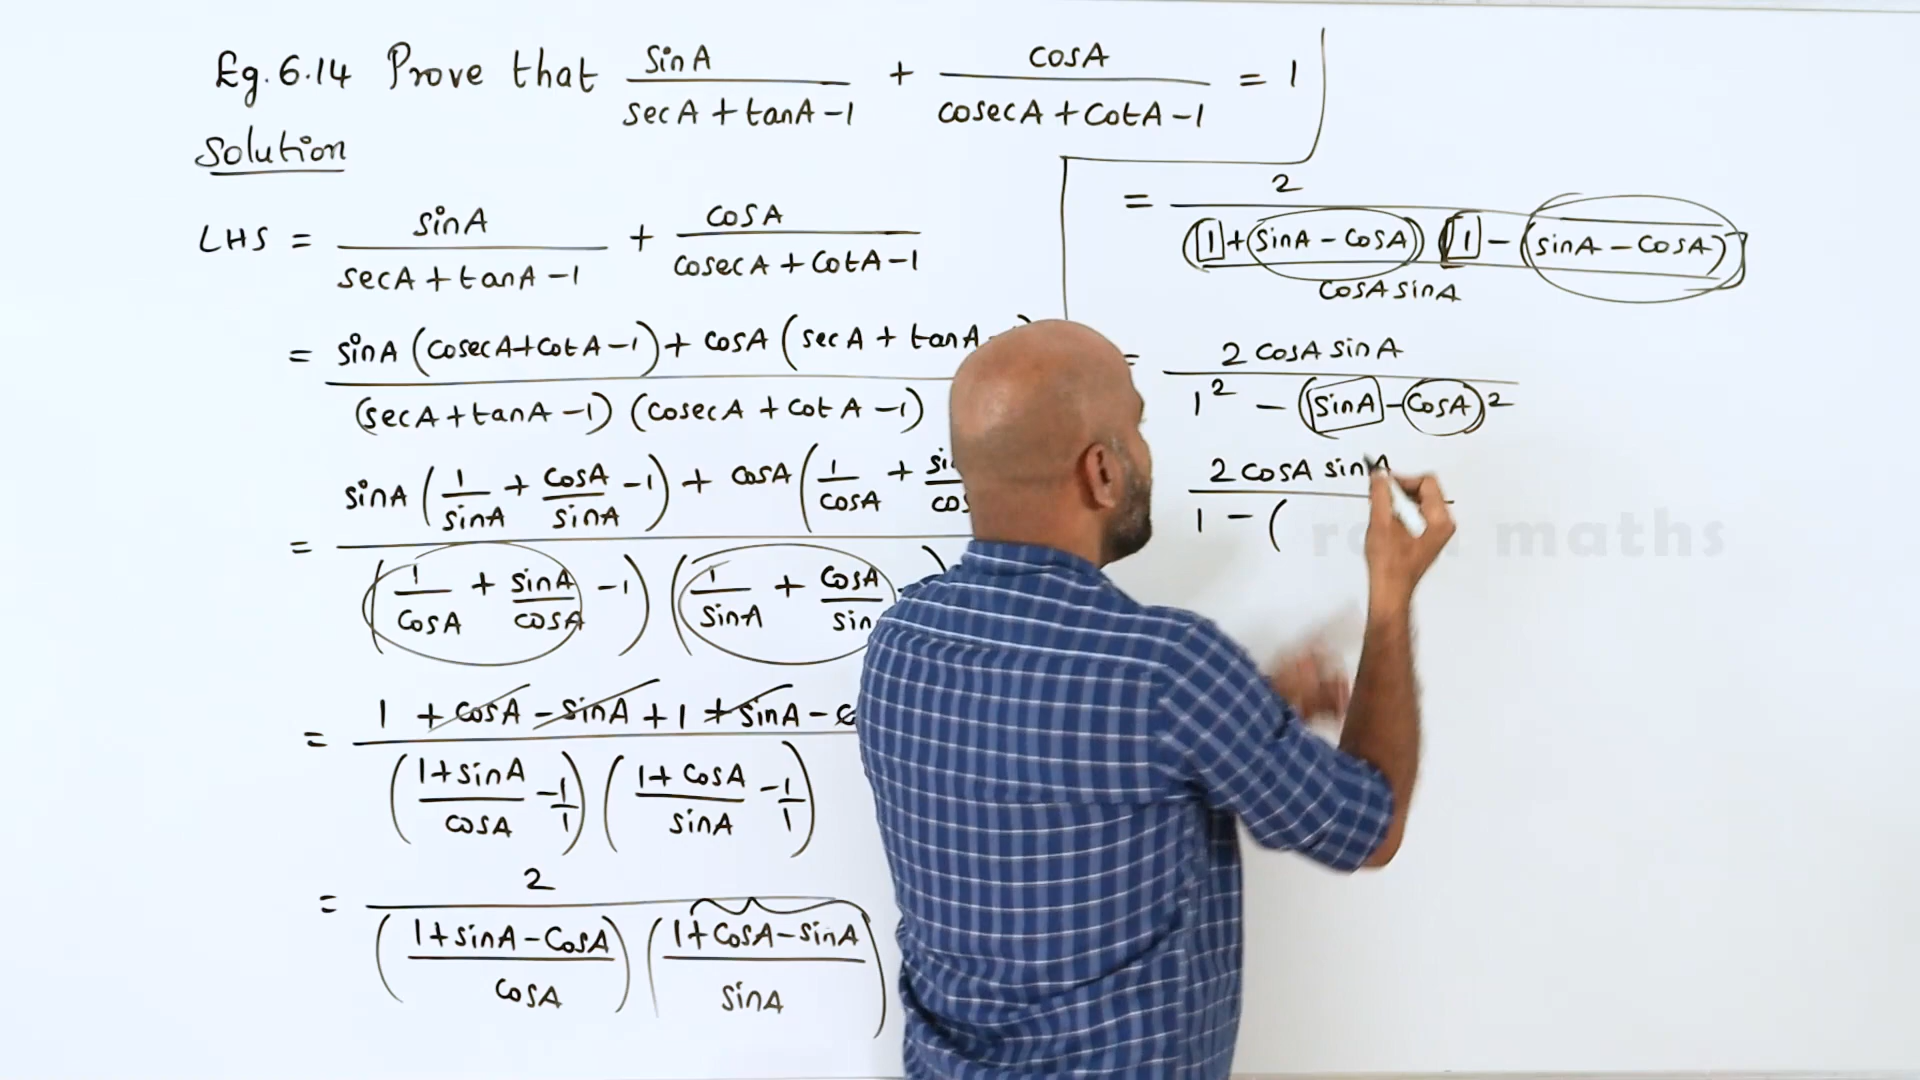 Eg. 6.14 Prove that sinA / (secA + tanA − 1) + cosA / (cosecA + cotA − 1) = 1
Solution
LHS = sinA / (secA + tanA − 1) + cosA / (cosecA + cotA − 1)
= [sinA (cosecA + cotA − 1) + cosA (secA + tanA −
(secA + tanA − 1) (cosecA + cotA − 1)
= sinA (1/sinA + cosA/sinA − 1) + cosA (1/cosA +
(1/cosA + sinA/cosA − 1) (1/sinA + cosA/sin
= 1 + cosA − sinA + 1 + sinA −
((1 + sinA)/cosA − 1/1) ((1 + cosA)/sinA − 1/1)
= 2
((1 + sinA − cosA)/cosA) ((1 + cosA − sinA)/sinA)
= 2
(1 + (sinA − cosA)) [1 − (sinA − cosA)]
cosA sinA
= 2 cosA sinA
1² − (sinA − cosA)²
2 cosA sinA
1 − (
maths